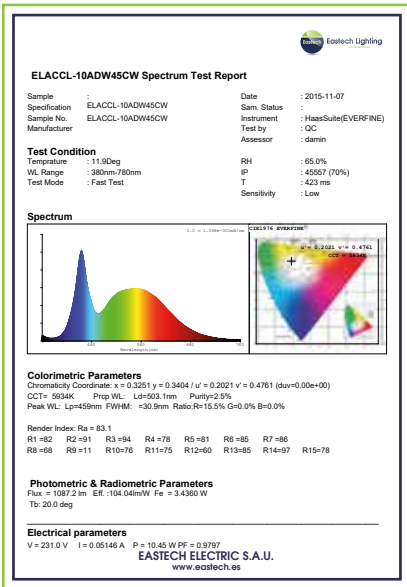 Eastech Eastech Lighting
ELACCL-10ADW45CW Spectrum Test Report
Sample : Date : 2015-11-07
Specification ELACCL-10ADW45CW Sam. Status :
Sample No. ELACCL-10ADW45CW Instrument : HaasSuite(EVERFINE)
Manufacturer Test by : QC
Assessor : damin
Test Condition
Temprature : 11.9Deg RH : 65.0%
WL Range : 380nm-780nm IP : 45557 (70%)
Test Mode : Fast Test T : 423 ms
Sensitivity : Low
Spectrum
CIE1976 EVERFINE
u'= 0.2021 v'= 0.4761
CCT = 5934K
Wavelength(nm)
Colorimetric Parameters
Chromaticity Coordinate: x = 0.3251 y = 0.3404 / u' = 0.2021 v' = 0.4761 (duv=0.00e+00)
CCT= 5934K Prcp WL: Ld=503.1nm Purity=2.5%
Peak WL: Lp=459nm FWHM: =30.9nm Ratio:R=15.5% G=0.0% B=0.0%
Render Index: Ra = 83.1
R1 =82 R2 =91 R3 =94 R4 =78 R5 =81 R6 =85 R7 =86
R8 =68 R9 =11 R10=76 R11=75 R12=60 R13=85 R14=97 R15=78
Photometric & Radiometric Parameters
Flux = 1087.2 lm Eff. :104.04lm/W Fe = 3.4360 W
Tb: 20.0 deg
Electrical parameters
V = 231.0 V I = 0.05146 A P = 10.45 W PF = 0.9797
EASTECH ELECTRIC S.A.U.
www.eastech.es